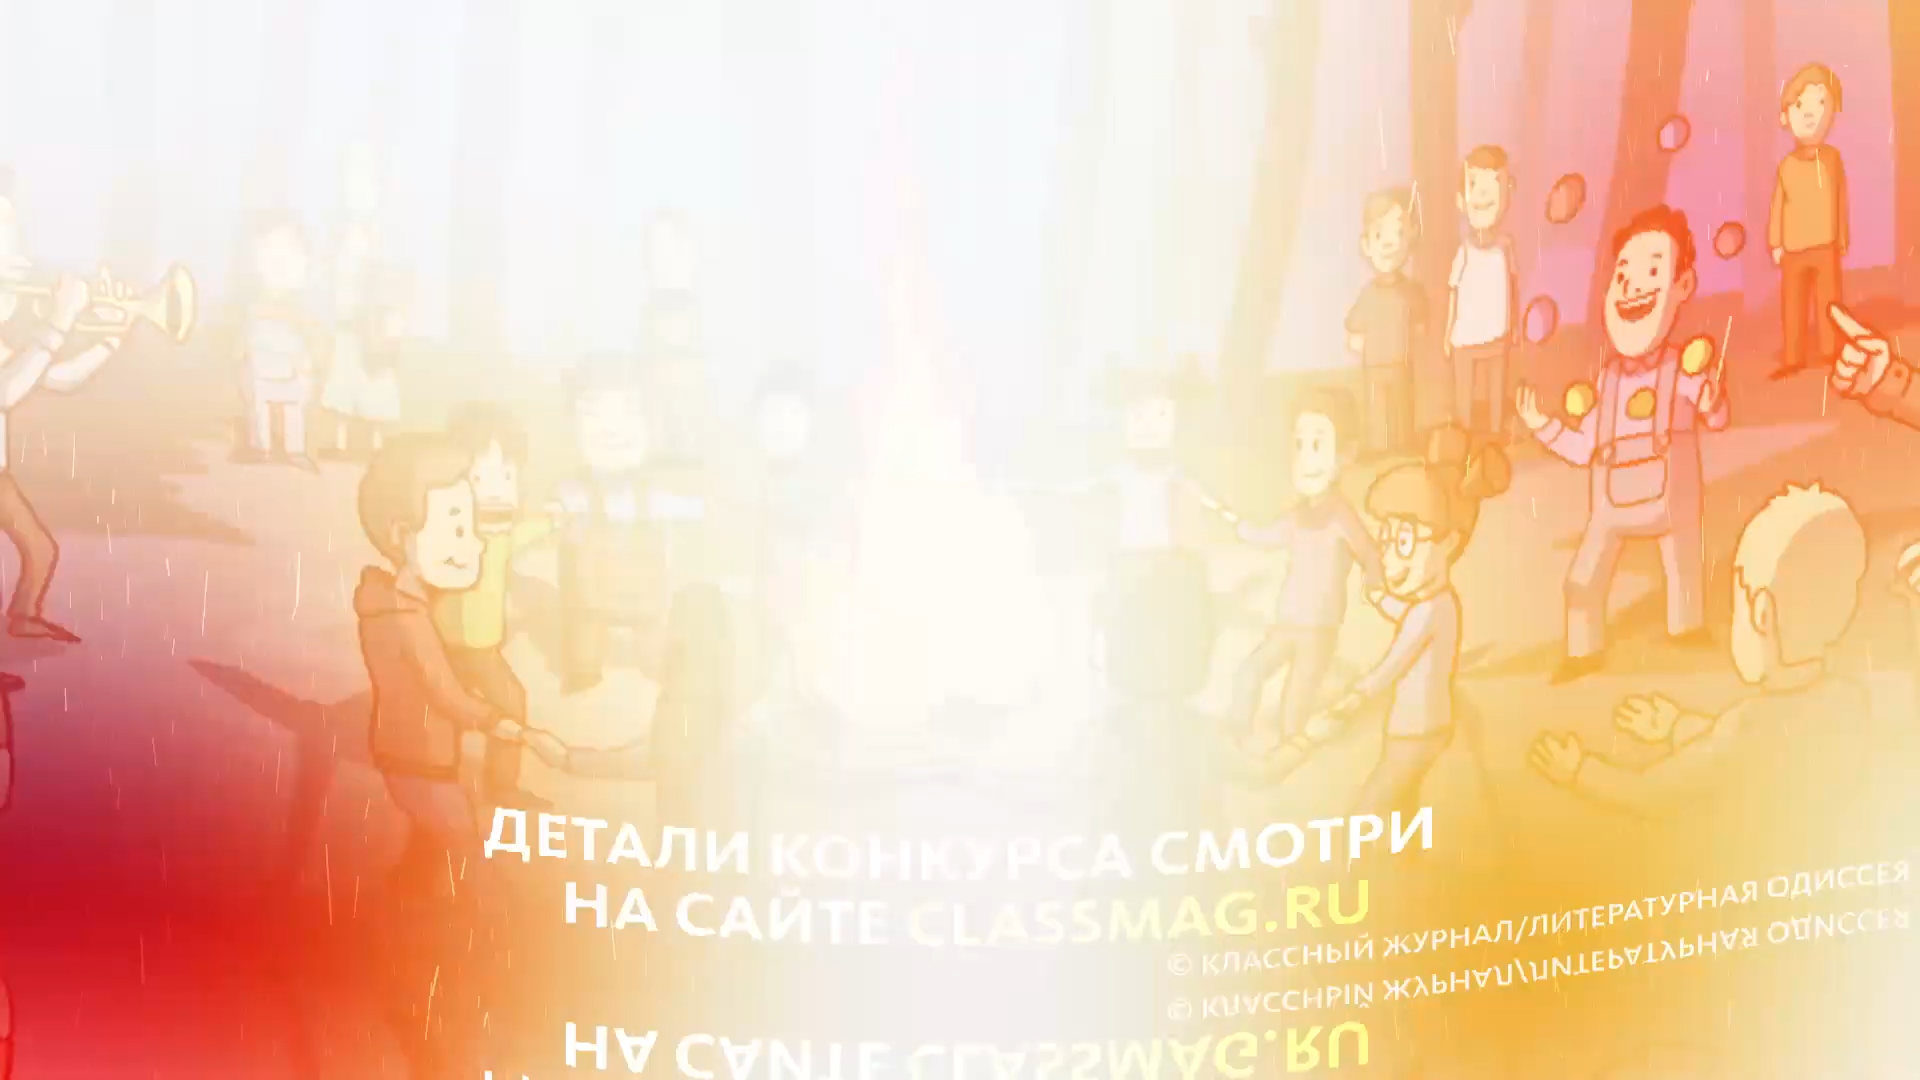 ДЕТАЛИ КОНКУРСА СМОТРИ
НА САЙТЕ CLASSMAG.RU
© КЛАССНЫЙ ЖУРНАЛ/ЛИТЕРАТУРНАЯ ОДИССЕЯ